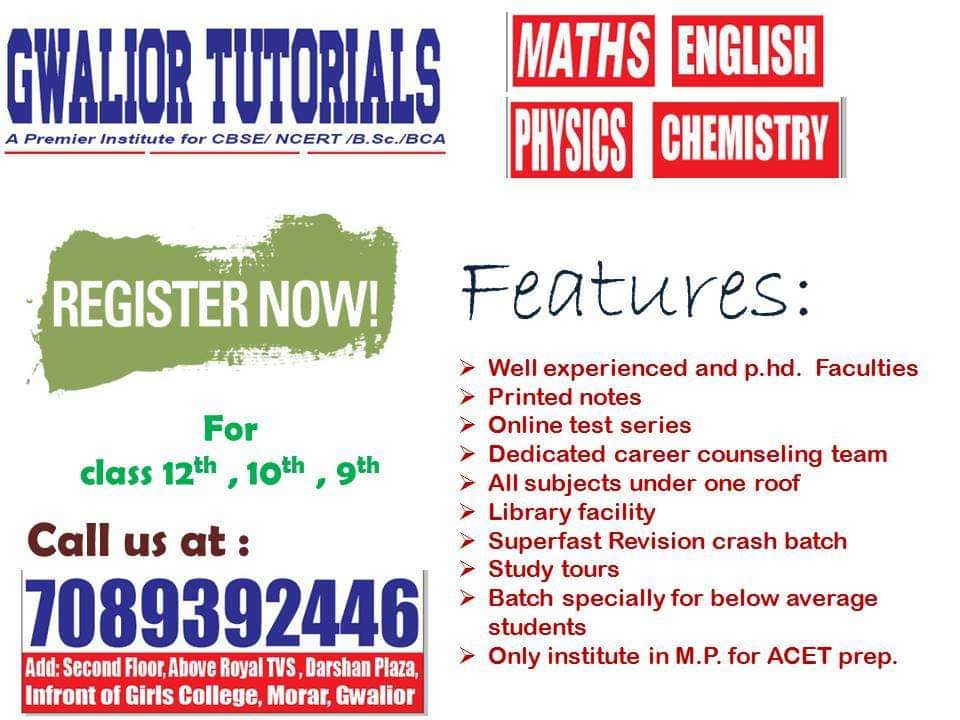 GWALIOR TUTORIALS
A Premier Institute for CBSE/ NCERT /B.Sc./BCA
MATHS ENGLISH
PHYSICS CHEMISTRY
REGISTER NOW!
For
class 12th , 10th , 9th
Call us at :
7089392446
Add: Second Floor, Above Royal TVS , Darshan Plaza,
Infront of Girls College, Morar, Gwalior
Features:
Well experienced and p.hd. Faculties
Printed notes
Online test series
Dedicated career counseling team
All subjects under one roof
Library facility
Superfast Revision crash batch
Study tours
Batch specially for below average
students
Only institute in M.P. for ACET prep.